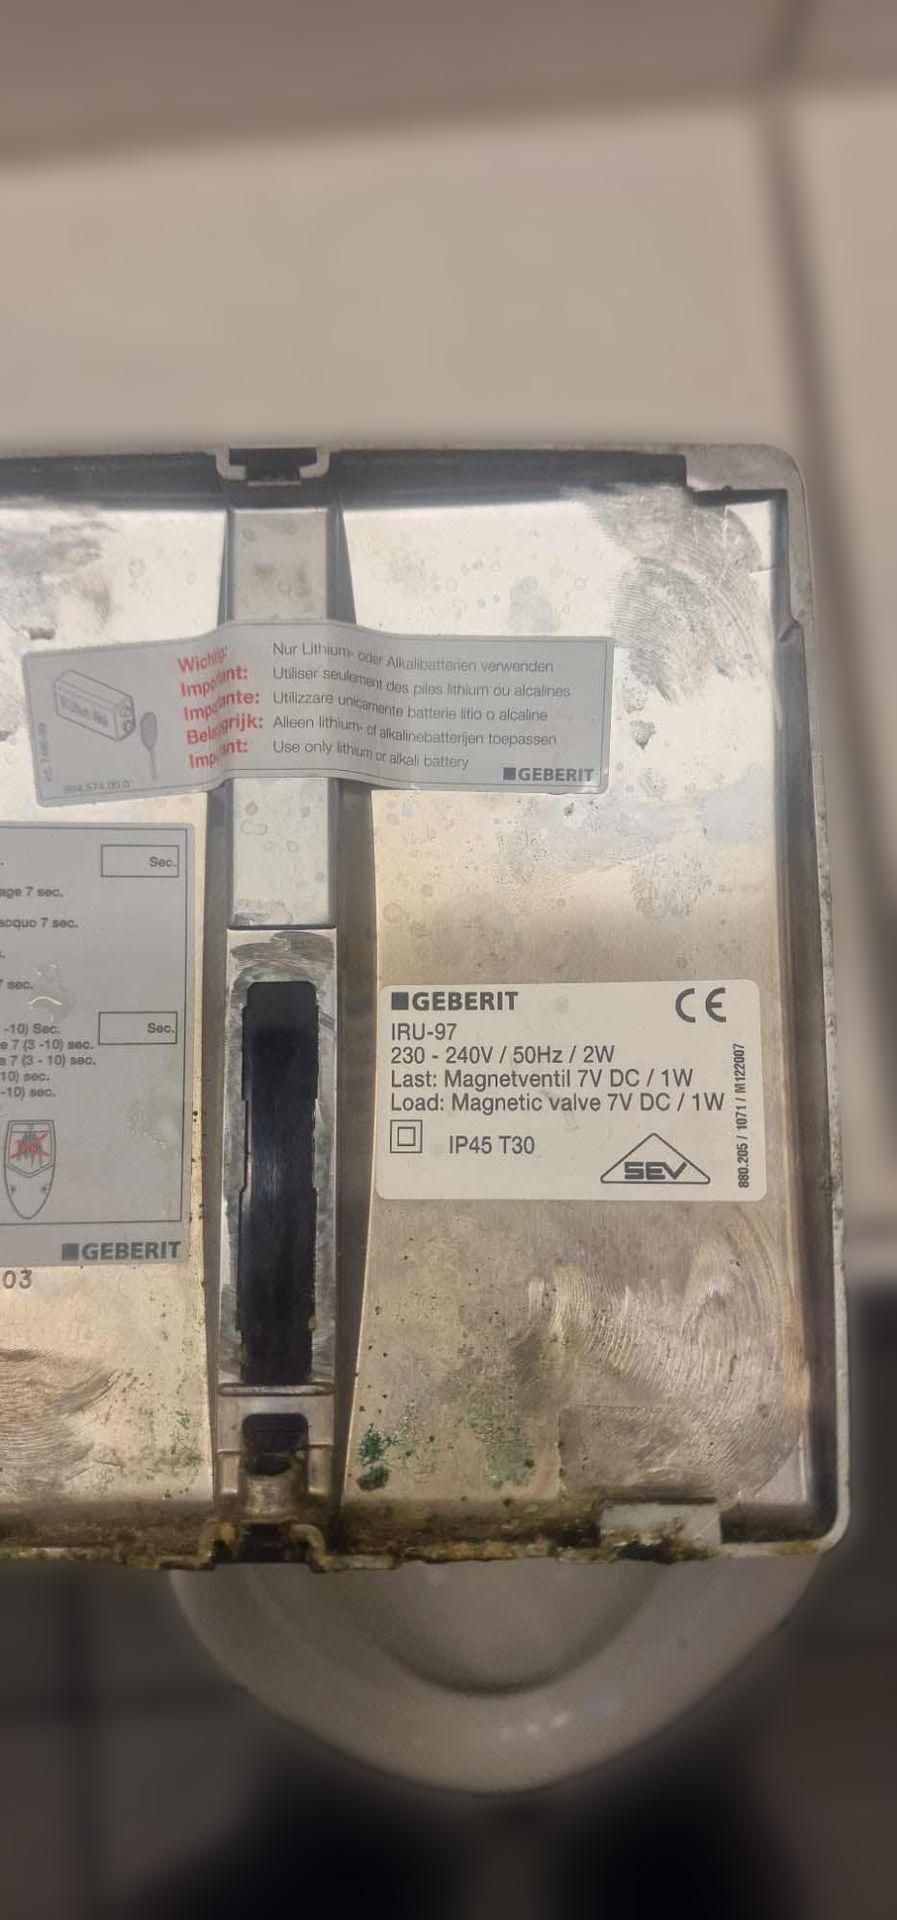 Wichtig: Nur Lithium- oder Alkalibatterien verwenden
Important: Utiliser seulement des piles lithium ou alcalines
Importante: Utilizzare unicamente batterie litio o alcaline
Belangrijk: Alleen lithium- of alkalinebatterijen toepassen
Important: Use only lithium or alkali battery
GEBERIT
Sec.
age 7 sec.
acquo 7 sec.
7 sec.
-10) Sec.
Sec.
e 7 (3 -10) sec.
a 7 (3 - 10) sec.
10) sec.
-10) sec.
GEBERIT
03
GEBERIT
CE
IRU-97
230 - 240V / 50Hz / 2W
Last: Magnetventil 7V DC / 1W
Load: Magnetic valve 7V DC / 1W
IP45 T30
SEV
880.205 / 1071 / M122007